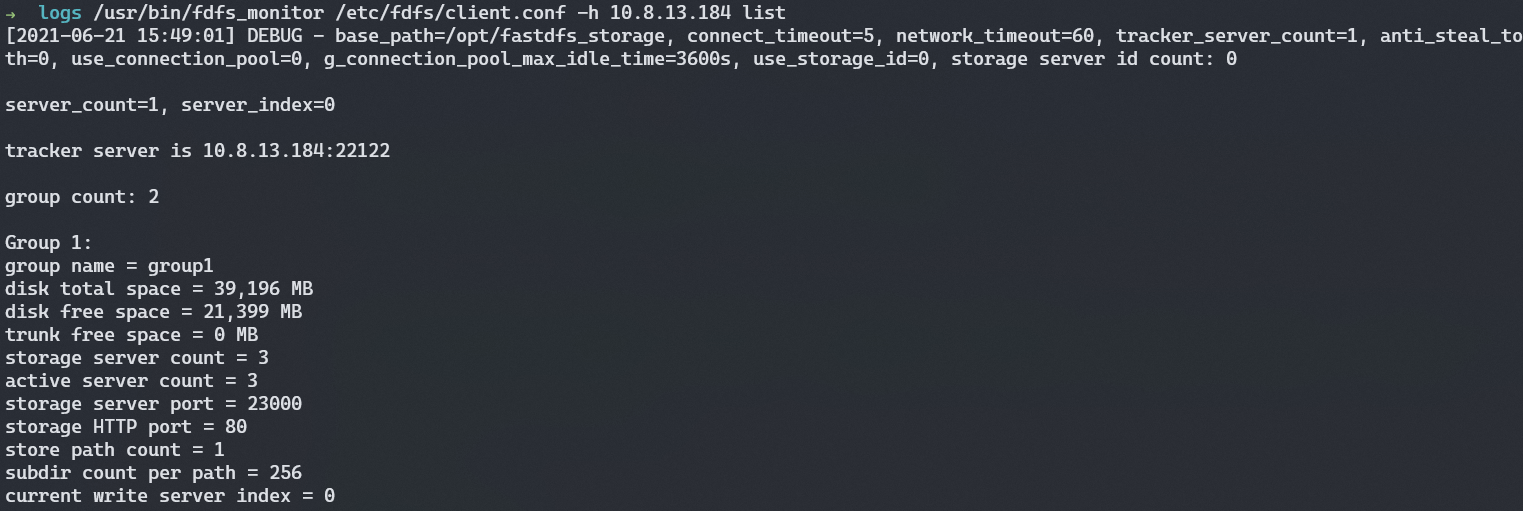 → logs /usr/bin/fdfs_monitor /etc/fdfs/client.conf -h 10.8.13.184 list
[2021-06-21 15:49:01] DEBUG - base_path=/opt/fastdfs_storage, connect_timeout=5, network_timeout=60, tracker_server_count=1, anti_steal_to
th=0, use_connection_pool=0, g_connection_pool_max_idle_time=3600s, use_storage_id=0, storage server id count: 0
server_count=1, server_index=0
tracker server is 10.8.13.184:22122
group count: 2
Group 1:
group name = group1
disk total space = 39,196 MB
disk free space = 21,399 MB
trunk free space = 0 MB
storage server count = 3
active server count = 3
storage server port = 23000
storage HTTP port = 80
store path count = 1
subdir count per path = 256
current write server index = 0